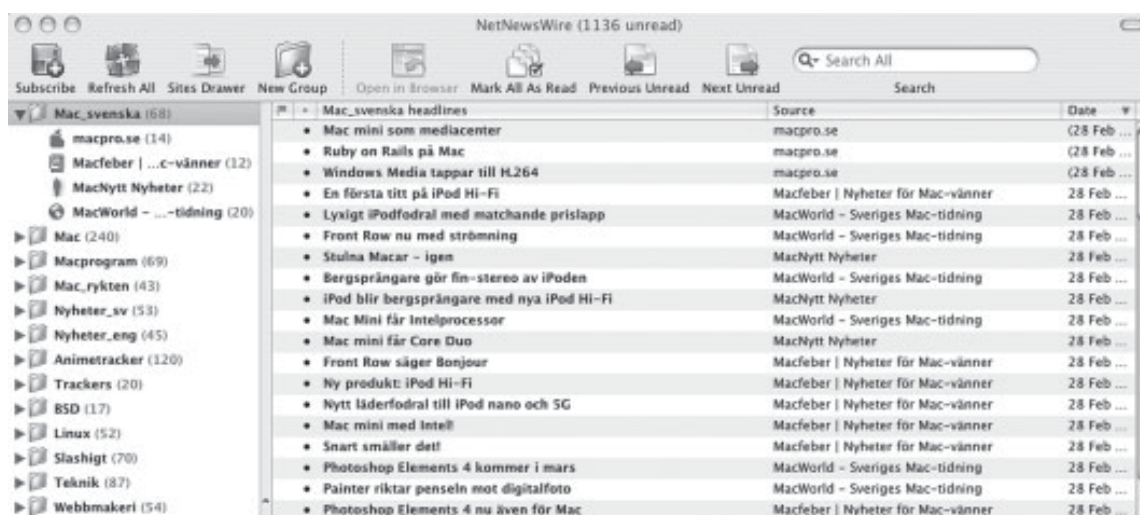 NetNewsWire (1136 unread)
Subscribe Refresh All Sites Drawer New Group Open in Browser Mark All As Read Previous Unread Next Unread Search All Search
Mac_svenska (68)
macpro.se (14)
Macfeber | ...c-vänner (12)
MacNytt Nyheter (22)
MacWorld - ...-tidning (20)
Mac (240)
Macprogram (69)
Mac_rykten (43)
Nyheter_sv (53)
Nyheter_eng (45)
Animetracker (120)
Trackers (20)
BSD (17)
Linux (52)
Slashigt (70)
Teknik (87)
Webbmakeri (54)
Mac_svenska headlines Source Date
Mac mini som mediacenter macpro.se (28 Feb ...
Ruby on Rails på Mac macpro.se (28 Feb ...
Windows Media tappar till H.264 macpro.se (28 Feb ...
En första titt på iPod Hi-Fi Macfeber | Nyheter för Mac-vänner 28 Feb ...
Lyxigt iPodfodral med matchande prislapp MacWorld - Sveriges Mac-tidning 28 Feb ...
Front Row nu med strömning MacWorld - Sveriges Mac-tidning 28 Feb ...
Stulna Macar - igen MacNytt Nyheter 28 Feb ...
Bergsprängare gör fin-stereo av iPoden MacWorld - Sveriges Mac-tidning 28 Feb ...
iPod blir bergsprängare med nya iPod Hi-Fi MacNytt Nyheter 28 Feb ...
Mac Mini får Intelprocessor MacWorld - Sveriges Mac-tidning 28 Feb ...
Mac mini får Core Duo MacNytt Nyheter 28 Feb ...
Front Row säger Bonjour Macfeber | Nyheter för Mac-vänner 28 Feb ...
Ny produkt: iPod Hi-Fi Macfeber | Nyheter för Mac-vänner 28 Feb ...
Nytt läderfodral till iPod nano och 5G Macfeber | Nyheter för Mac-vänner 28 Feb ...
Mac mini med Intel! Macfeber | Nyheter för Mac-vänner 28 Feb ...
Snart smäller det! Macfeber | Nyheter för Mac-vänner 28 Feb ...
Photoshop Elements 4 kommer i mars MacWorld - Sveriges Mac-tidning 28 Feb ...
Painter riktar penseln mot digitalfoto MacWorld - Sveriges Mac-tidning 28 Feb ...
Photoshop Elements 4 nu även för Mac Macfeber | Nyheter för Mac-vänner 28 Feb ...